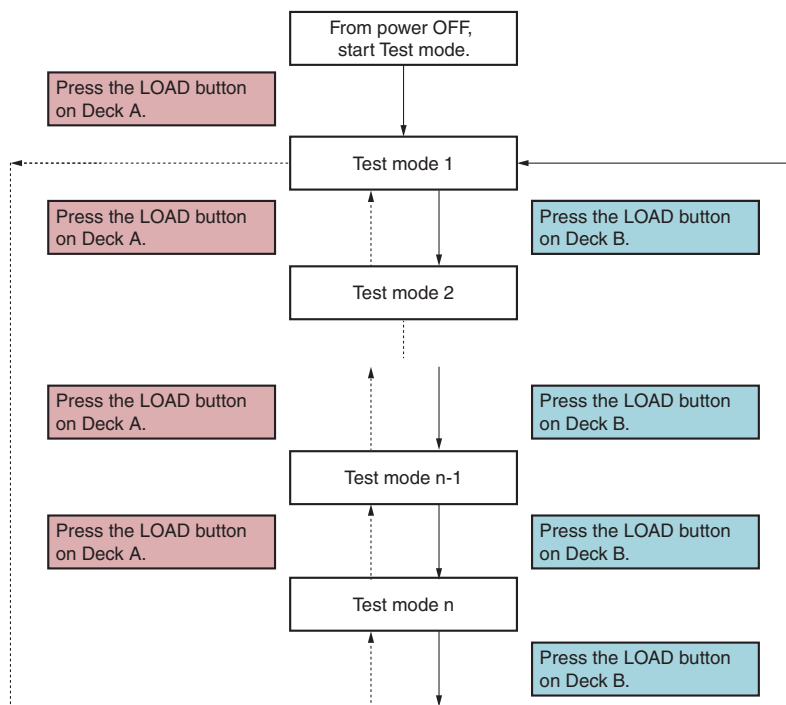 From power OFF,
start Test mode.
Press the LOAD button
on Deck A.
Test mode 1
Press the LOAD button
on Deck A.
Press the LOAD button
on Deck B.
Test mode 2
Press the LOAD button
on Deck A.
Press the LOAD button
on Deck B.
Test mode n-1
Press the LOAD button
on Deck A.
Press the LOAD button
on Deck B.
Test mode n
Press the LOAD button
on Deck B.